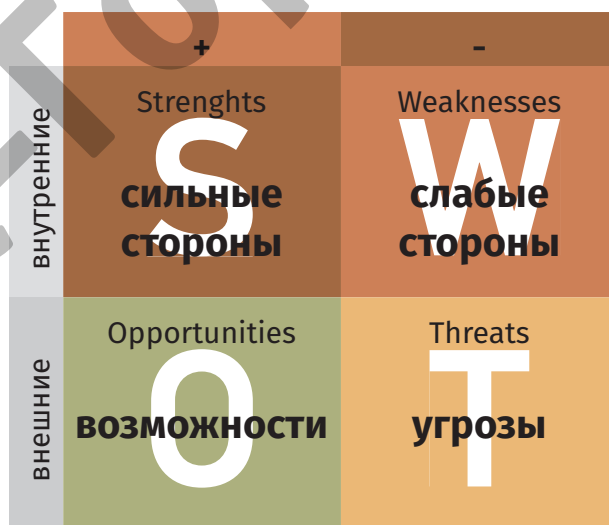 + -
внутренние
Strenghts
S
сильные
стороны
Weaknesses
W
слабые
стороны
внешние
Opportunities
O
возможности
Threats
T
угрозы